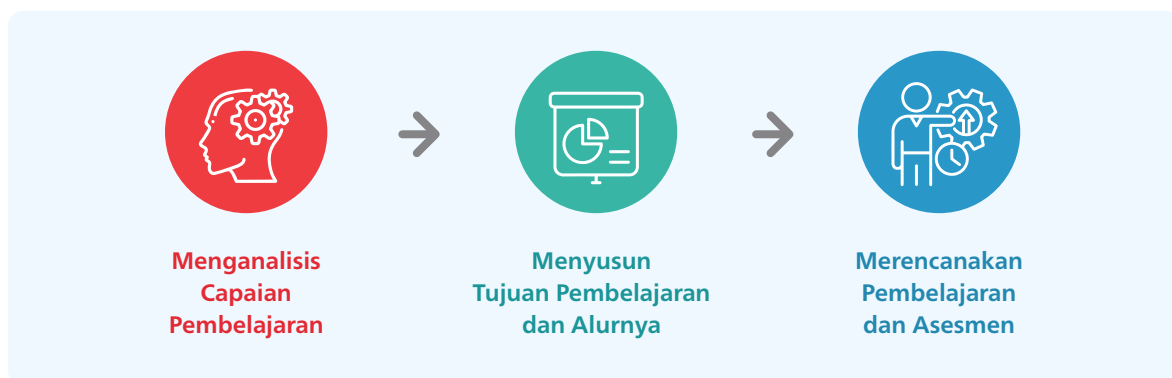 Menganalisis
Capaian
Pembelajaran
Menyusun
Tujuan Pembelajaran
dan Alurnya
Merencanakan
Pembelajaran
dan Asesmen